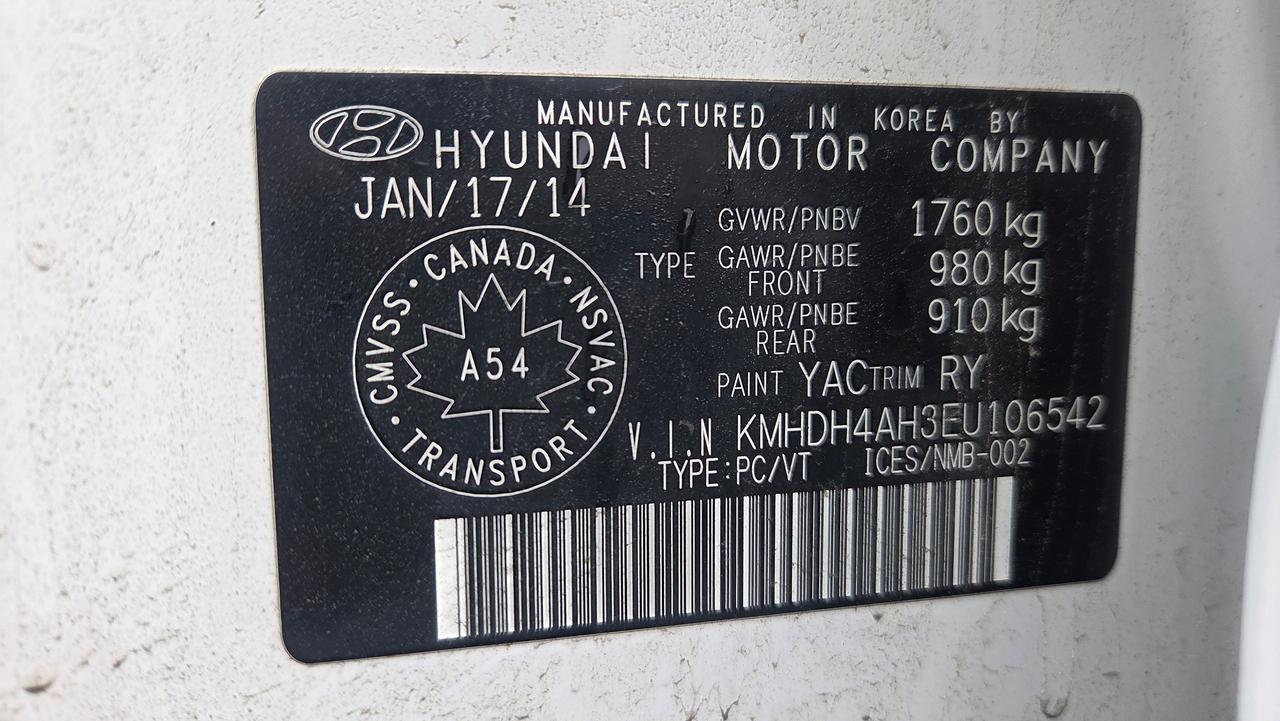 MANUFACTURED IN KOREA BY
HYUNDAI MOTOR COMPANY
JAN/17/14
GVWR/PNBV 1760 kg
TYPE GAWR/PNBE FRONT 980 kg
GAWR/PNBE REAR 910 kg
CMVSS · CANADA · NSVAC · TRANSPORT ·
A54
PAINT YAC TRIM RY
V.I.N KMHDH4AH3EU106542
TYPE:PC/VT ICES/NMB-002